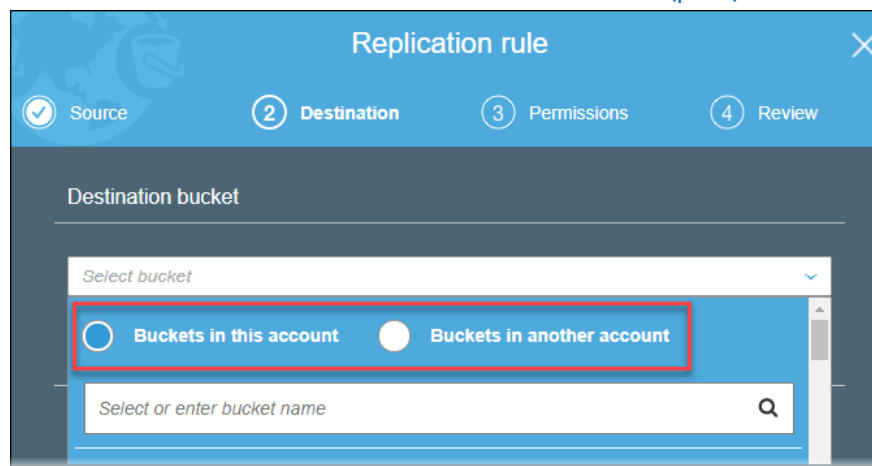 Replication rule
Source
2 Destination
3 Permissions
4 Review
Destination bucket
Select bucket
Buckets in this account Buckets in another account
Select or enter bucket name